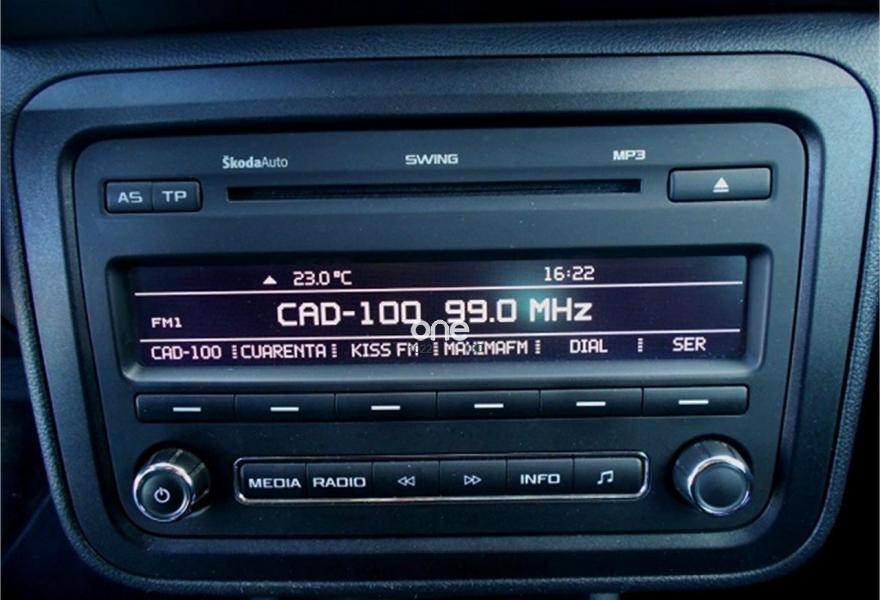 ŠkodaAuto SWING MP3
AS TP
23.0°C 16:22
FM1 CAD-100 99.0 MHz
one
CAD-100 CUARENTA KISS FM MAXIMAFM DIAL SER
MEDIA RADIO INFO